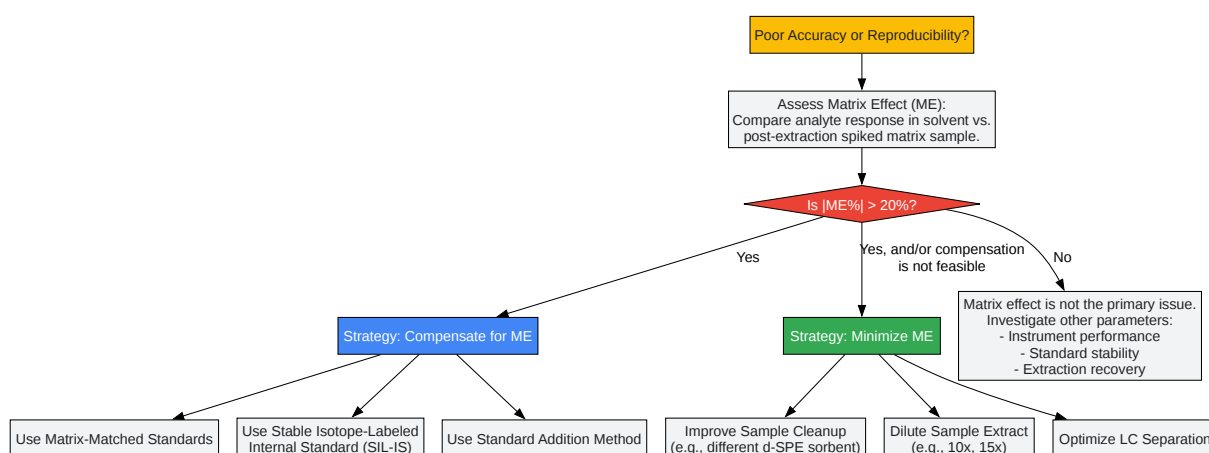 Poor Accuracy or Reproducibility?
Assess Matrix Effect (ME):
Compare analyte response in solvent vs.
post-extraction spiked matrix sample.
Is |ME%| > 20%?
Yes
Yes, and/or compensation
is not feasible
No
Strategy: Compensate for ME
Strategy: Minimize ME
Matrix effect is not the primary issue.
Investigate other parameters:
- Instrument performance
- Standard stability
- Extraction recovery
Use Matrix-Matched Standards
Use Stable Isotope-Labeled
Internal Standard (SIL-IS)
Use Standard Addition Method
Improve Sample Cleanup
(e.g., different d-SPE sorbent)
Dilute Sample Extract
(e.g., 10x, 15x)
Optimize LC Separation